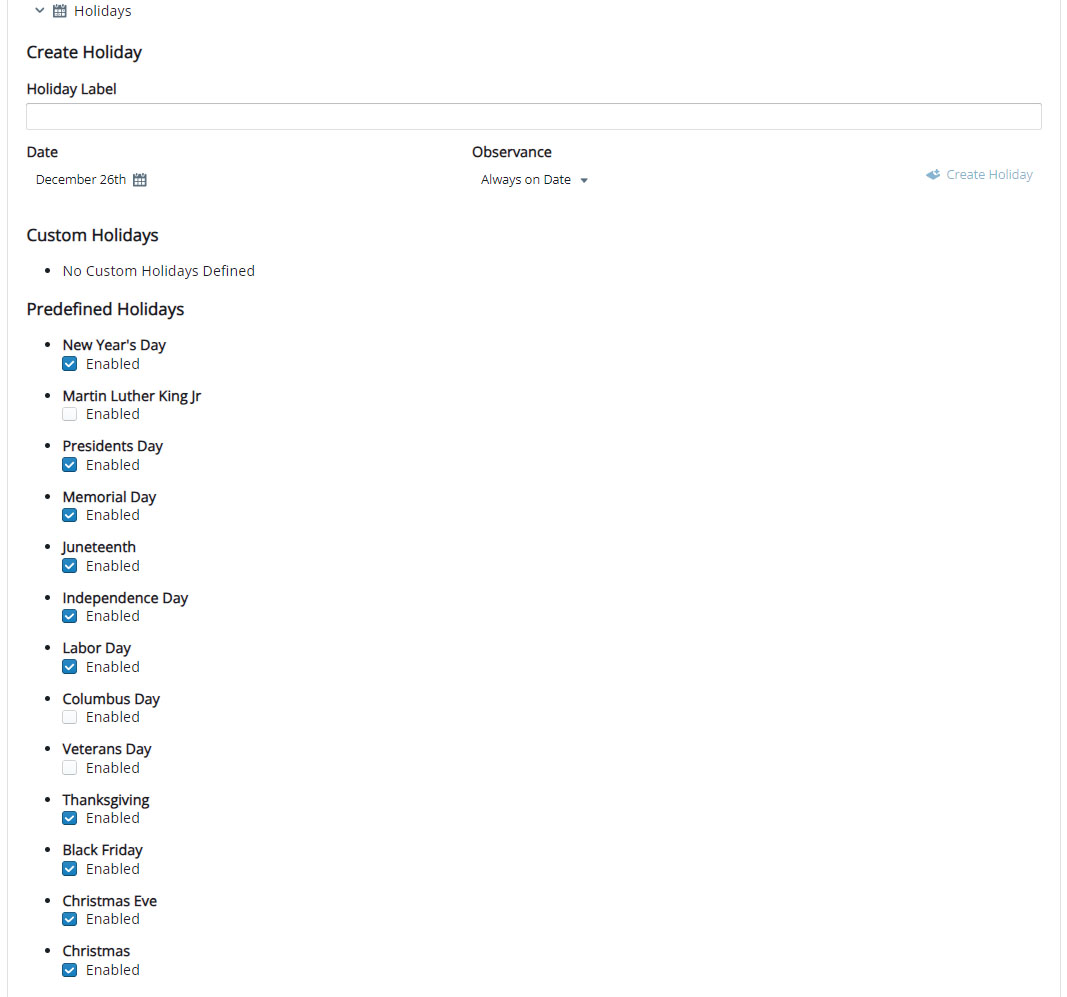 Holidays
Create Holiday
Holiday Label
Date
Observance
December 26th
Always on Date
Create Holiday
Custom Holidays
No Custom Holidays Defined
Predefined Holidays
New Year's Day
Enabled
Martin Luther King Jr
Enabled
Presidents Day
Enabled
Memorial Day
Enabled
Juneteenth
Enabled
Independence Day
Enabled
Labor Day
Enabled
Columbus Day
Enabled
Veterans Day
Enabled
Thanksgiving
Enabled
Black Friday
Enabled
Christmas Eve
Enabled
Christmas
Enabled